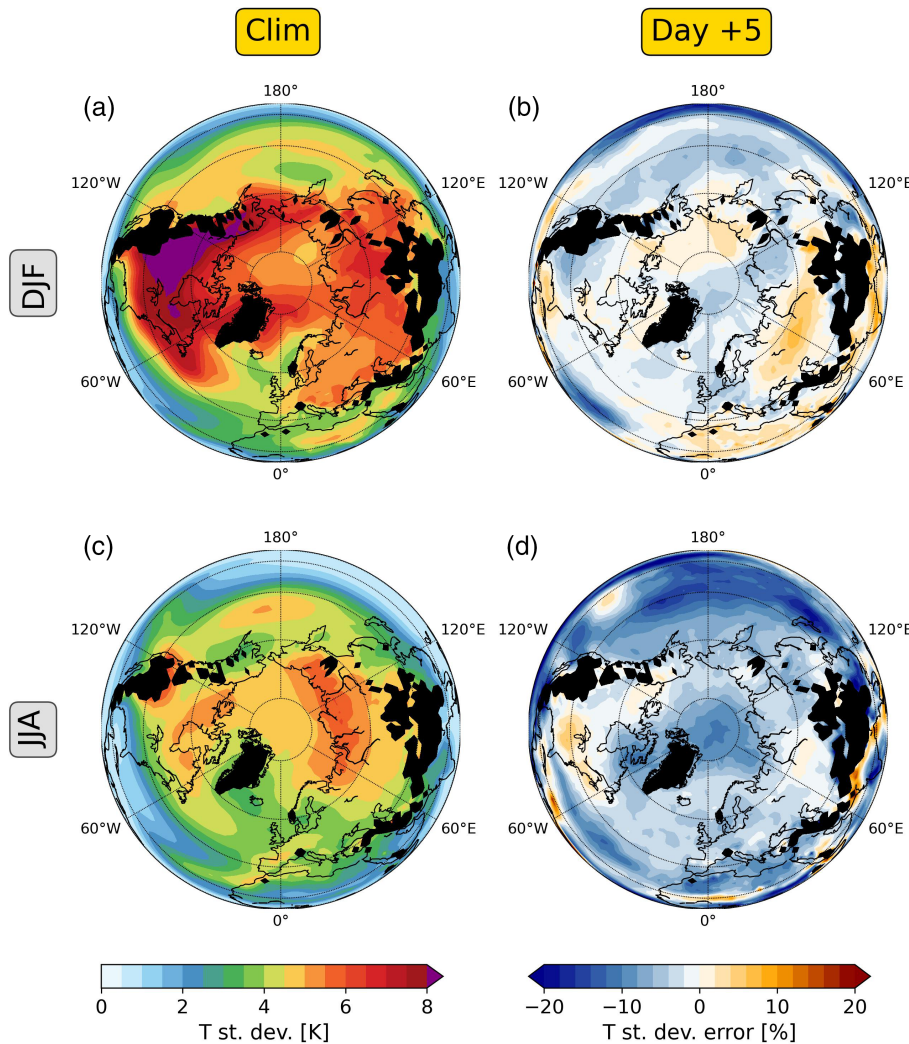 Clim
Day +5
DJF
(a)
180°
120°W
120°E
60°W
60°E
0°
(b)
180°
120°W
120°E
60°W
60°E
0°
JJA
(c)
180°
120°W
120°E
60°W
60°E
0°
(d)
180°
120°W
120°E
60°W
60°E
0°
0 2 4 6 8
T st. dev. [K]
−20 −10 0 10 20
T st. dev. error [%]